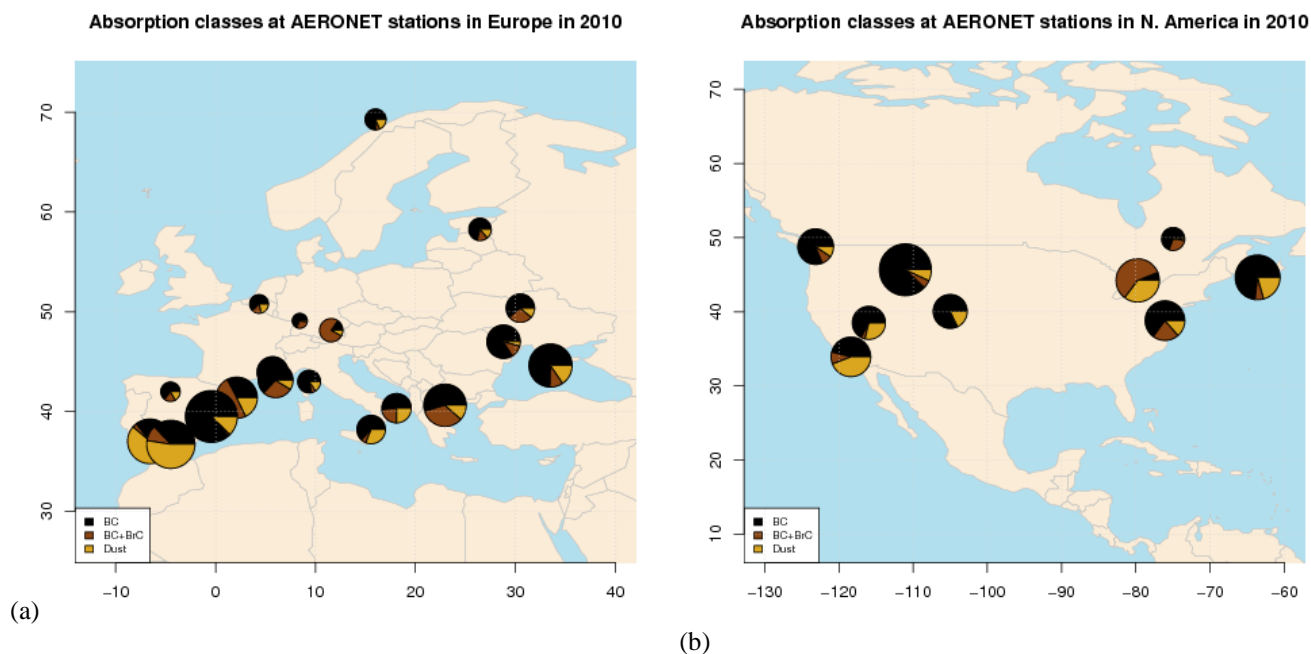 Absorption classes at AERONET stations in Europe in 2010
70
60
50
40
30
BC
BC+BrC
Dust
−10 0 10 20 30 40
(a)
Absorption classes at AERONET stations in N. America in 2010
70
60
50
40
30
20
10
BC
BC+BrC
Dust
−130 −120 −110 −100 −90 −80 −70 −60
(b)